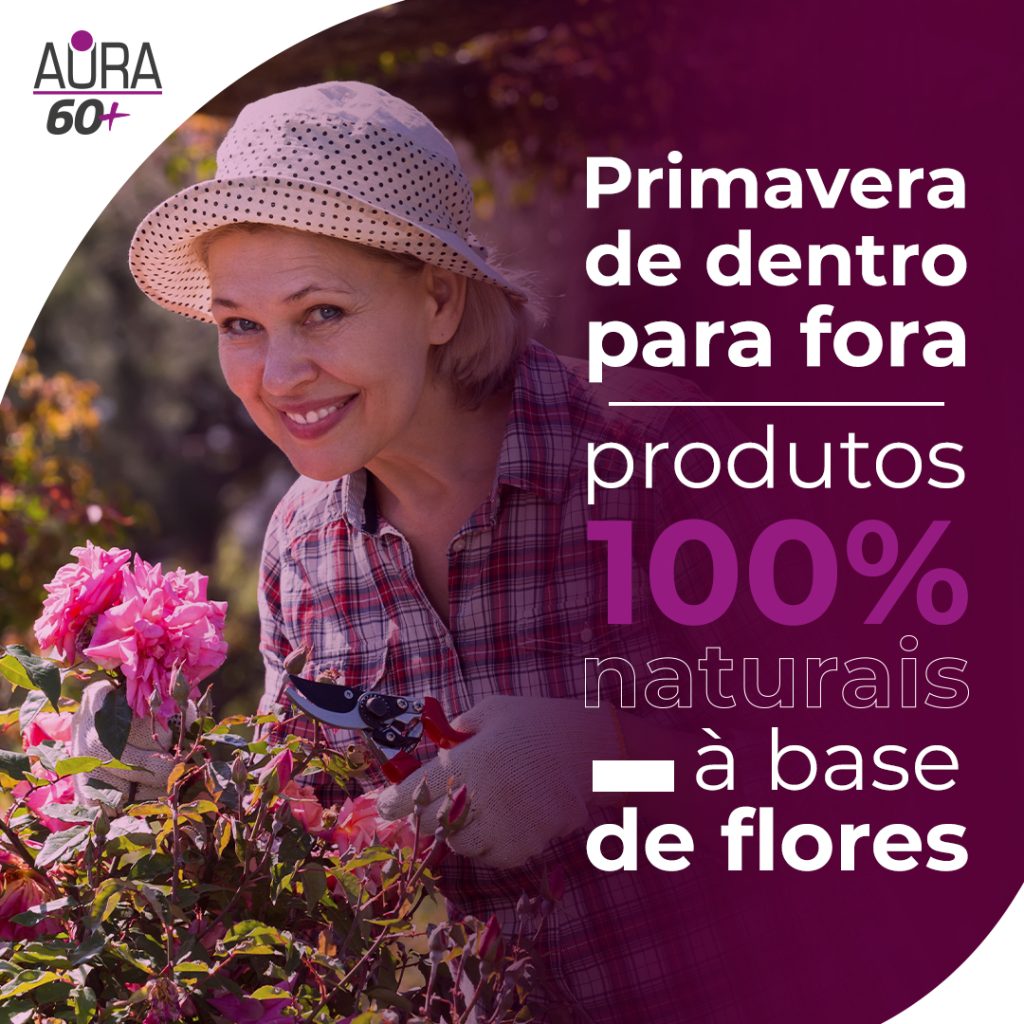 AURA
60+
Primavera
de dentro
para fora
produtos
100%
naturais
à base
de flores